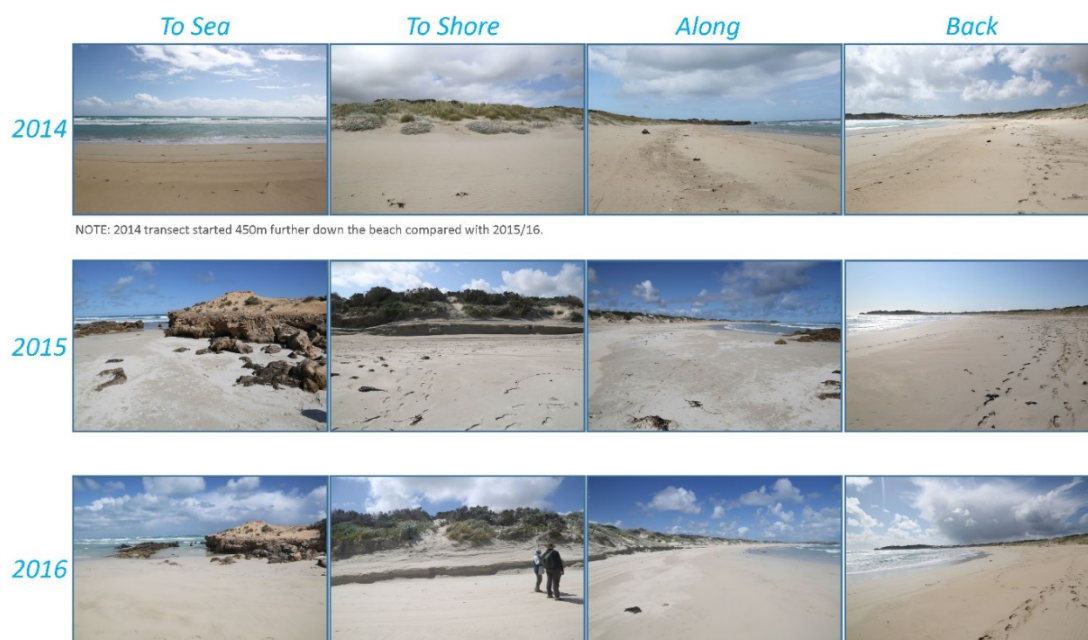 To Sea To Shore Along Back
2014
NOTE: 2014 transect started 450m further down the beach compared with 2015/16.
2015
2016